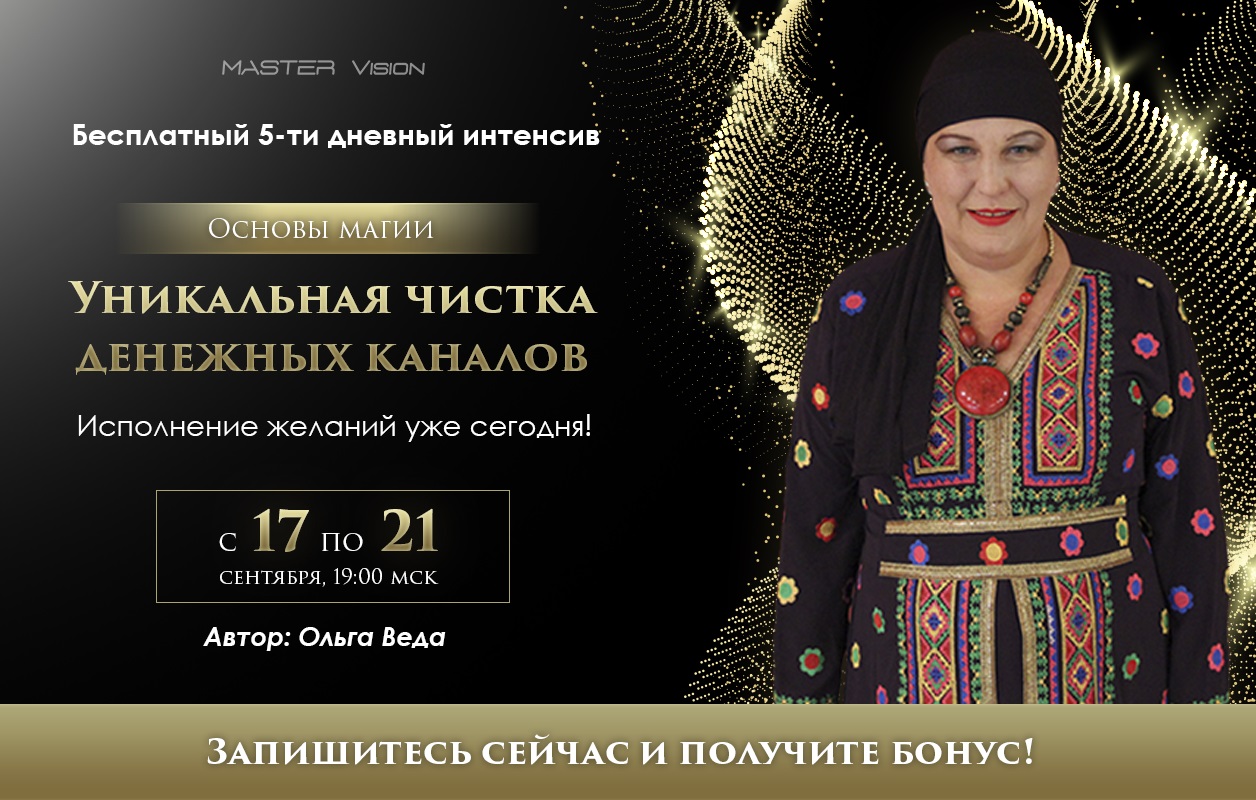 MASTER Vision
Бесплатный 5-ти дневный интенсив
Основы магии
Уникальная чистка
денежных каналов
Исполнение желаний уже сегодня!
с 17 по 21
сентября, 19:00 мск
Автор: Ольга Веда
Запишитесь сейчас и получите бонус!